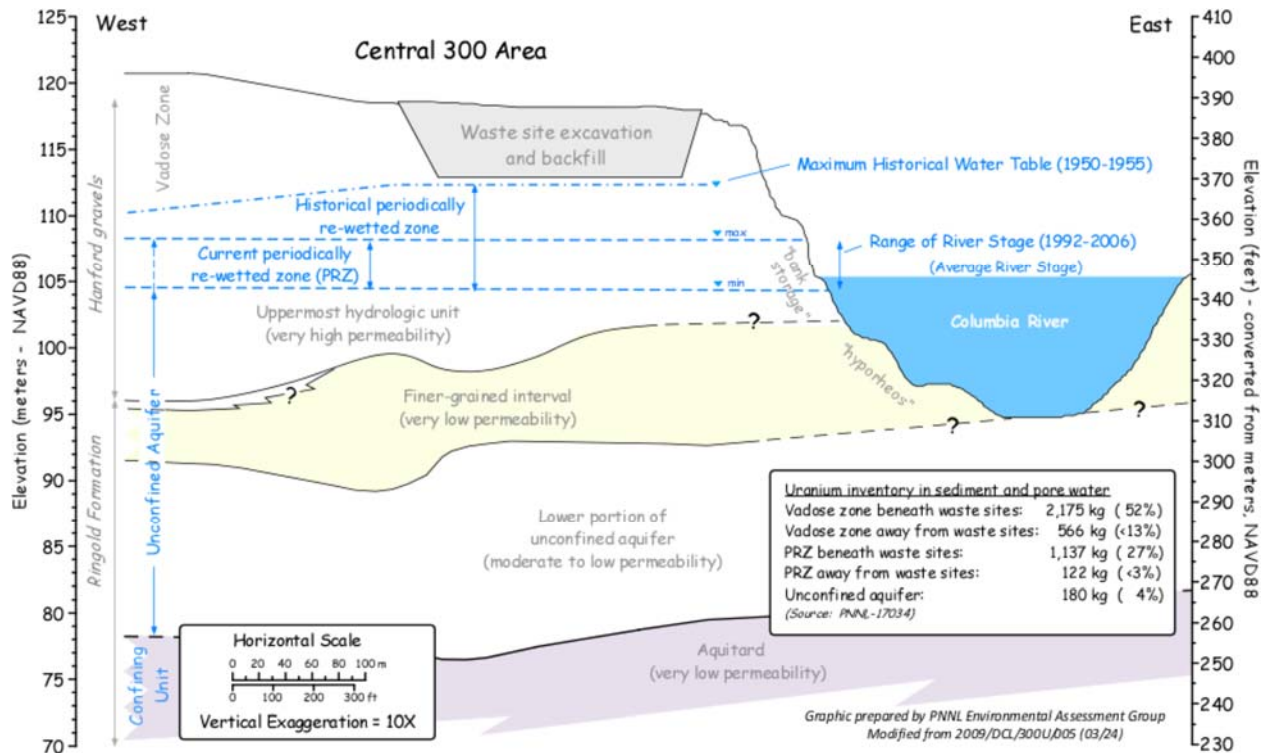 West
East
Central 300 Area
Elevation (meters - NAVD88)
125
120
115
110
105
100
95
90
85
80
75
70
Hanford gravels
Ringold Formation
Vadose Zone
Unconfined Aquifer
Confining
Unit
Waste site excavation
and backfill
Maximum Historical Water Table (1950-1955)
Historical periodically
re-wetted zone
max
Current periodically
re-wetted zone (PRZ)
min
Range of River Stage (1992-2006)
(Average River Stage)
"bank
storage"
Uppermost hydrologic unit
(very high permeability)
?
Columbia River
"hyporheos"
?
Finer-grained interval
(very low permeability)
?
?
Lower portion of
unconfined aquifer
(moderate to low permeability)
Uranium inventory in sediment and pore water
Vadose zone beneath waste sites: 2,175 kg ( 52%)
Vadose zone away from waste sites: 566 kg (<13%)
PRZ beneath waste sites: 1,137 kg ( 27%)
PRZ away from waste sites: 122 kg (<3%)
Unconfined aquifer: 180 kg ( 4%)
(Source: PNNL-17034)
Horizontal Scale
0 20 40 60 80 100 m
0 100 200 300 ft
Vertical Exaggeration = 10X
Aquitard
(very low permeability)
Graphic prepared by PNNL Environmental Assessment Group
Modified from 2009/DCL/300U/005 (03/24)
410
400
390
380
370
360
350
340
330
320
310
300
290
280
270
260
250
240
230
Elevation (feet) - converted from meters, NAVD88